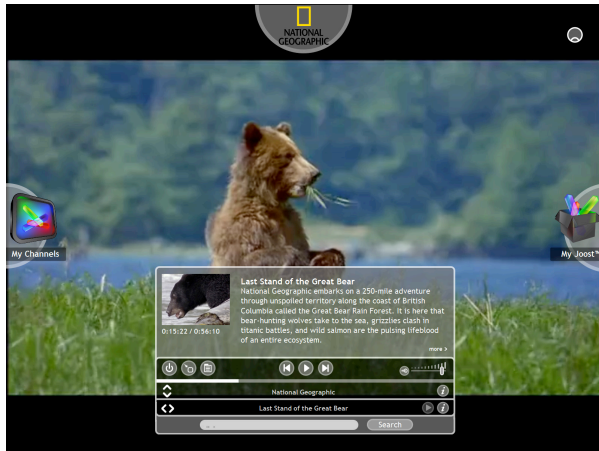 NATIONAL
GEOGRAPHIC
My Channels
My Joost™
Last Stand of the Great Bear
National Geographic embarks on a 250-mile adventure
through unspoiled territory along the coast of British
Columbia called the Great Bear Rain Forest. It is here that
bear-hunting wolves take to the sea, grizzlies clash in
titanic battles, and wild salmon are the pulsing lifeblood
of an entire ecosystem.
0:15:22 / 0:56:10
more >
National Geographic
Last Stand of the Great Bear
Search